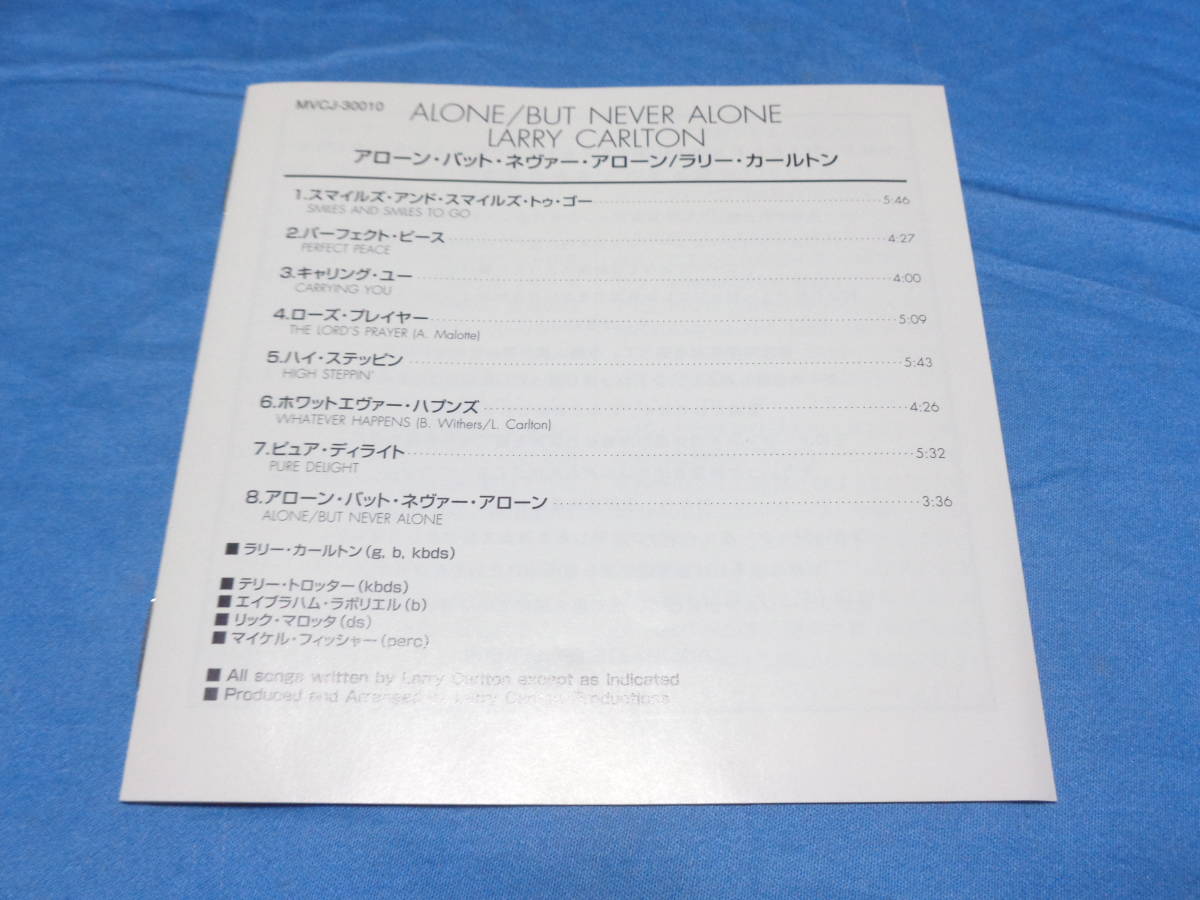 MVCJ-30010
ALONE/BUT NEVER ALONE
LARRY CARLTON
アローン・バット・ネヴァー・アローン/ラリー・カールトン
1.スマイルズ・アンド・スマイルズ・トゥ・ゴー 5:46
SMILES AND SMILES TO GO
2.パーフェクト・ピース 4:27
PERFECT PEACE
3.キャリング・ユー 4:00
CARRYING YOU
4.ローズ・プレイヤー 5:09
THE LORD'S PRAYER (A. Malotte)
5.ハイ・ステッピン 5:43
HIGH STEPPIN'
6.ホワットエヴァー・ハプンズ 4:26
WHATEVER HAPPENS (B. Withers/L. Carlton)
7.ピュア・ディライト 5:32
PURE DELIGHT
8.アローン・バット・ネヴァー・アローン 3:36
ALONE/BUT NEVER ALONE
■ ラリー・カールトン (g, b, kbds)
■ テリー・トロッター (kbds)
■ エイブラハム・ラボリエル (b)
■ リック・マロッタ (ds)
■ マイケル・フィッシャー (perc)
■ All songs written by Larry Carlton except as Indicated
■ Produced and Arranged by Larry Carlton Productions